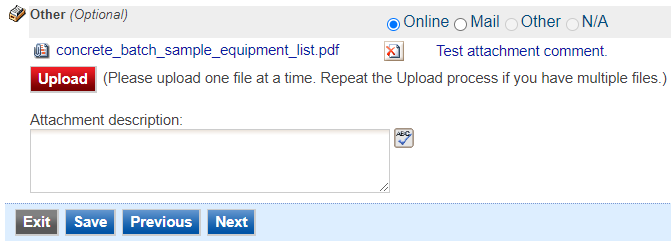 Other (Optional)
Online Mail Other N/A
concrete_batch_sample_equipment_list.pdf Test attachment comment.
Upload (Please upload one file at a time. Repeat the Upload process if you have multiple files.)
Attachment description:
ABC
Exit Save Previous Next